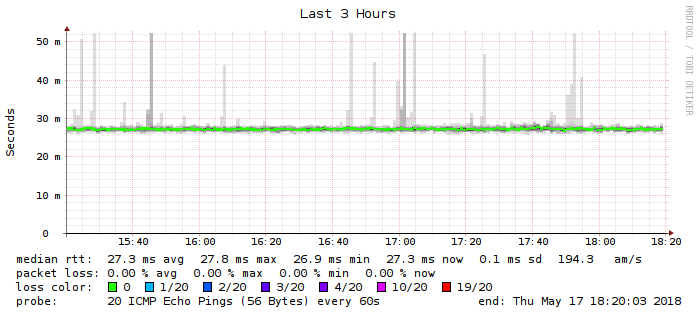 Last 3 Hours
RRDTOOL / TOBI OETIKER
Seconds
50 m
40 m
30 m
20 m
10 m
0
15:40 16:00 16:20 16:40 17:00 17:20 17:40 18:00 18:20
median rtt: 27.3 ms avg 27.8 ms max 26.9 ms min 27.3 ms now 0.1 ms sd 194.3 am/s
packet loss: 0.00 % avg 0.00 % max 0.00 % min 0.00 % now
loss color: 0 1/20 2/20 3/20 4/20 10/20 19/20
probe: 20 ICMP Echo Pings (56 Bytes) every 60s end: Thu May 17 18:20:03 2018